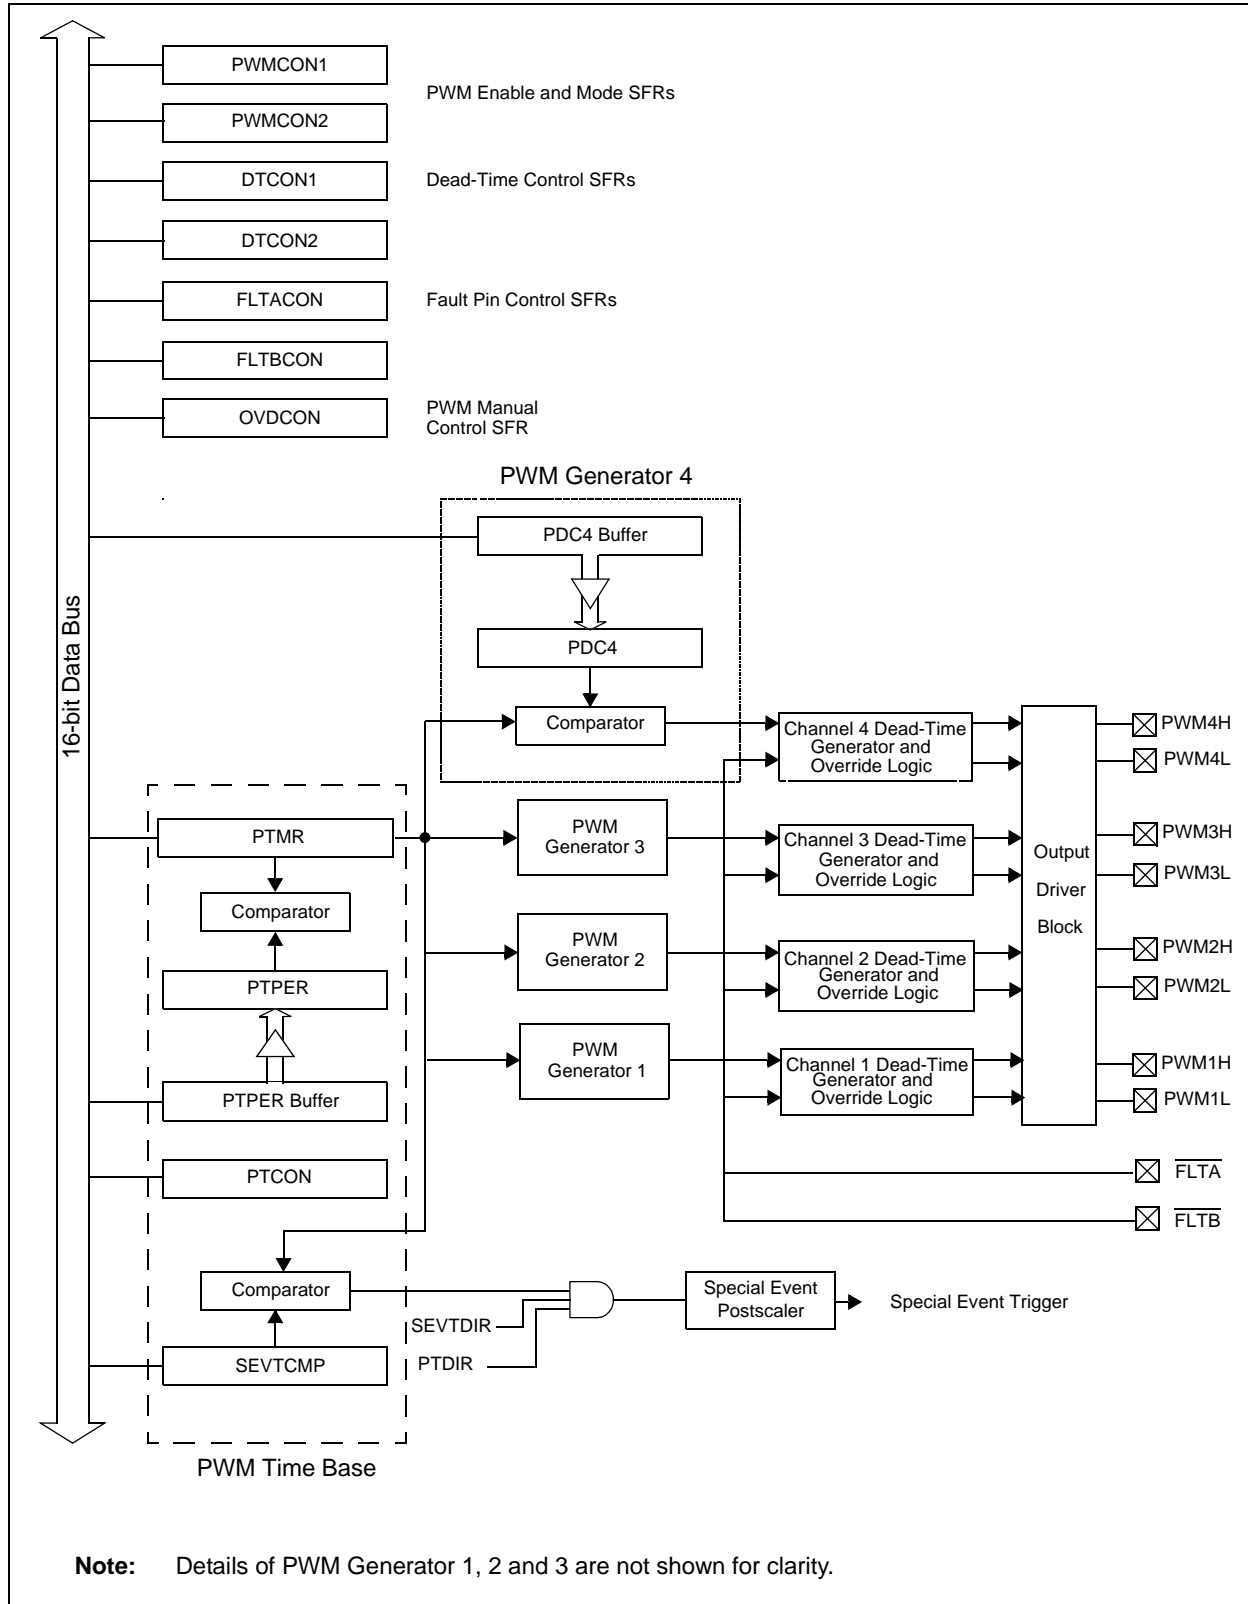 PWMCON1
PWM Enable and Mode SFRs
PWMCON2
DTCON1
Dead-Time Control SFRs
DTCON2
FLTACON
Fault Pin Control SFRs
FLTBCON
OVDCON
PWM Manual
Control SFR
PWM Generator 4
PDC4 Buffer
PDC4
Comparator
16-bit Data Bus
Channel 4 Dead-Time
Generator and
Override Logic
PWM4H
PWM4L
PTMR
Comparator
PTPER
PTPER Buffer
PTCON
Comparator
SEVTCMP
PWM Time Base
PWM
Generator 3
Channel 3 Dead-Time
Generator and
Override Logic
PWM3H
PWM3L
Output
Driver
Block
PWM
Generator 2
Channel 2 Dead-Time
Generator and
Override Logic
PWM2H
PWM2L
PWM
Generator 1
Channel 1 Dead-Time
Generator and
Override Logic
PWM1H
PWM1L
FLTA
FLTB
SEVTDIR
PTDIR
Special Event
Postscaler
Special Event Trigger
Note: Details of PWM Generator 1, 2 and 3 are not shown for clarity.